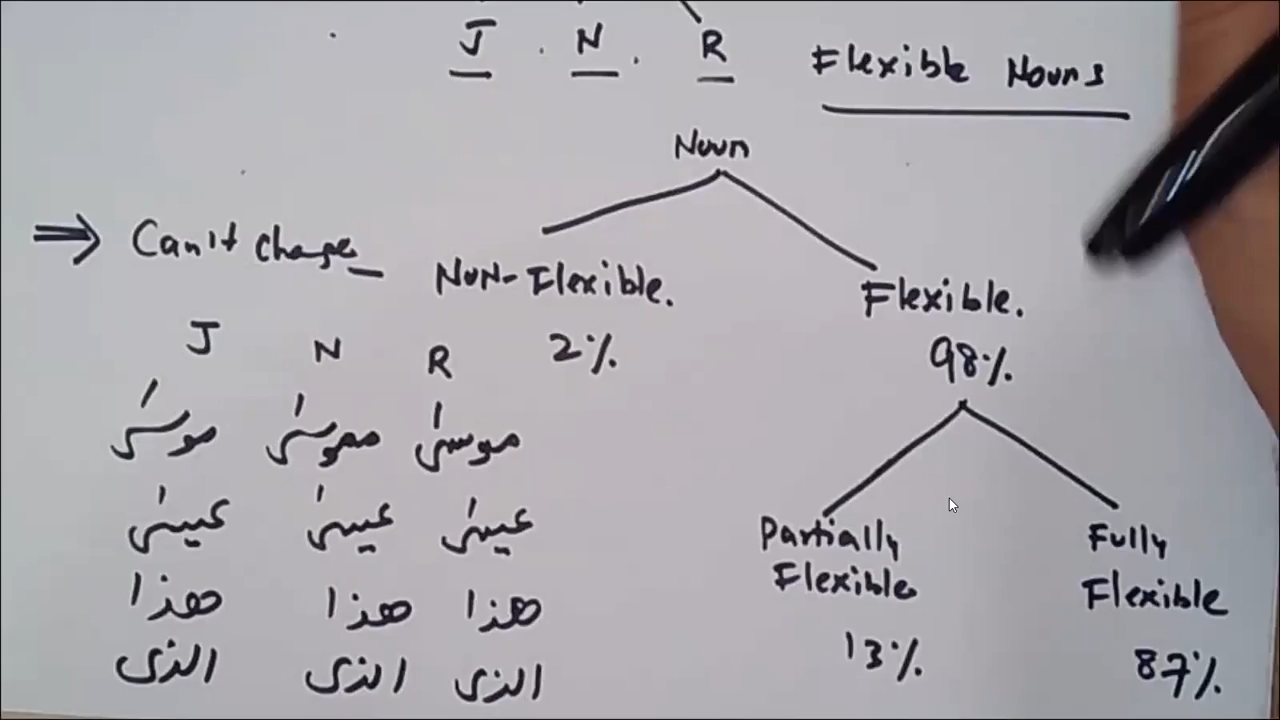 J . N . R
Flexible Nouns
Noun
⇒ Can't change
Non-Flexible.
Flexible.
2%
98%
J N R
موسىٰ موسىٰ موسىٰ
عيسىٰ عيسىٰ عيسىٰ
هذا هذا هذا
الذى الذى الذى
Partially
Flexible
13%
Fully
Flexible
87%